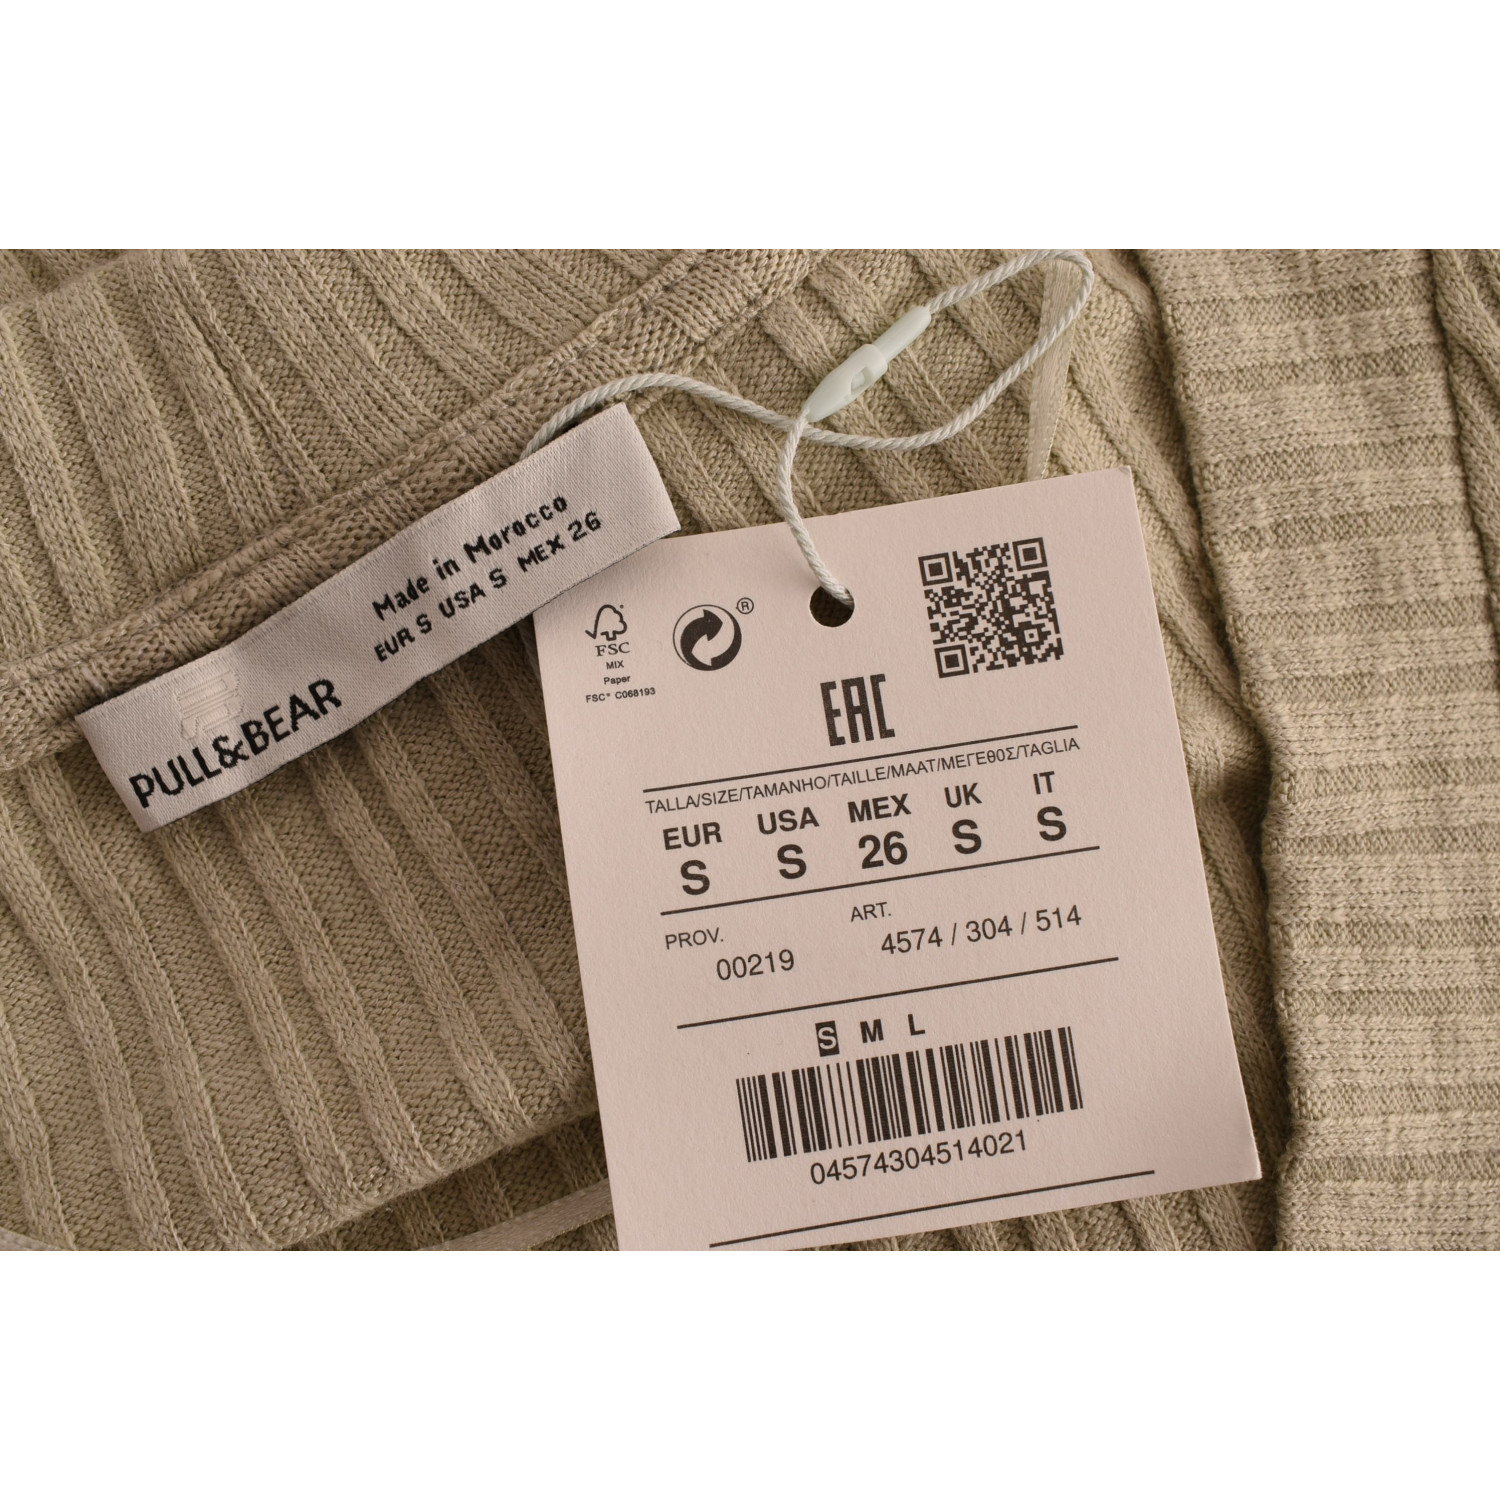 Made in Morocco
EUR S USA S MEX 26
PULL&BEAR
FSC
MIX
Paper
FSC® C068193
®
EAC
TALLA/SIZE/TAMANHO/TAILLE/MAAT/ΜΕΓΕΘΟΣ/TAGLIA
EUR USA MEX UK IT
S S 26 S S
PROV. ART.
00219 4574 / 304 / 514
S M L
04574304514021